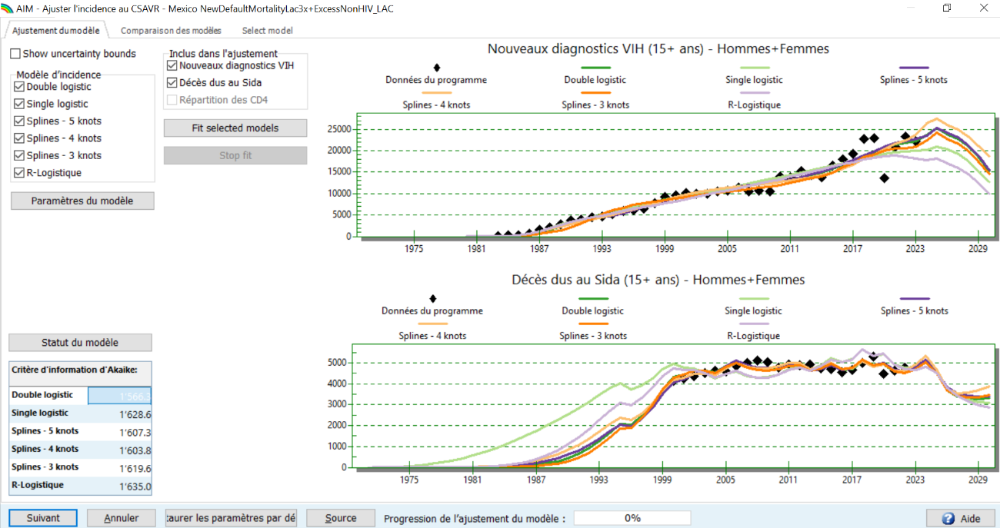 AIM - Ajuster l'incidence au CSAVR - Mexico NewDefaultMortalityLac3x+ExcessNonHIV_LAC
Ajustement du modèle Comparaison des modèles Select model
Show uncertainty bounds
Modèle d'incidence
Double logistic
Single logistic
Splines - 5 knots
Splines - 4 knots
Splines - 3 knots
R-Logistique
Paramètres du modèle
Inclus dans l'ajustement
Nouveaux diagnostics VIH
Décès dus au Sida
Répartition des CD4
Fit selected models
Stop fit
Nouveaux diagnostics VIH (15+ ans) - Hommes+Femmes
Données du programme Double logistic Single logistic Splines - 5 knots
Splines - 4 knots Splines - 3 knots R-Logistique
25000
20000
15000
10000
5000
0
1975 1981 1987 1993 1999 2005 2011 2017 2023 2029
Décès dus au Sida (15+ ans) - Hommes+Femmes
Données du programme Double logistic Single logistic Splines - 5 knots
Splines - 4 knots Splines - 3 knots R-Logistique
5000
4000
3000
2000
1000
0
1975 1981 1987 1993 1999 2005 2011 2017 2023 2029
Statut du modèle
Critère d'information d'Akaike:
Double logistic 1'566.3
Single logistic 1'628.6
Splines - 5 knots 1'607.3
Splines - 4 knots 1'603.8
Splines - 3 knots 1'619.6
R-Logistique 1'635.0
Suivant Annuler taurer les paramètres par dé Source Progression de l'ajustement du modèle : 0% Aide